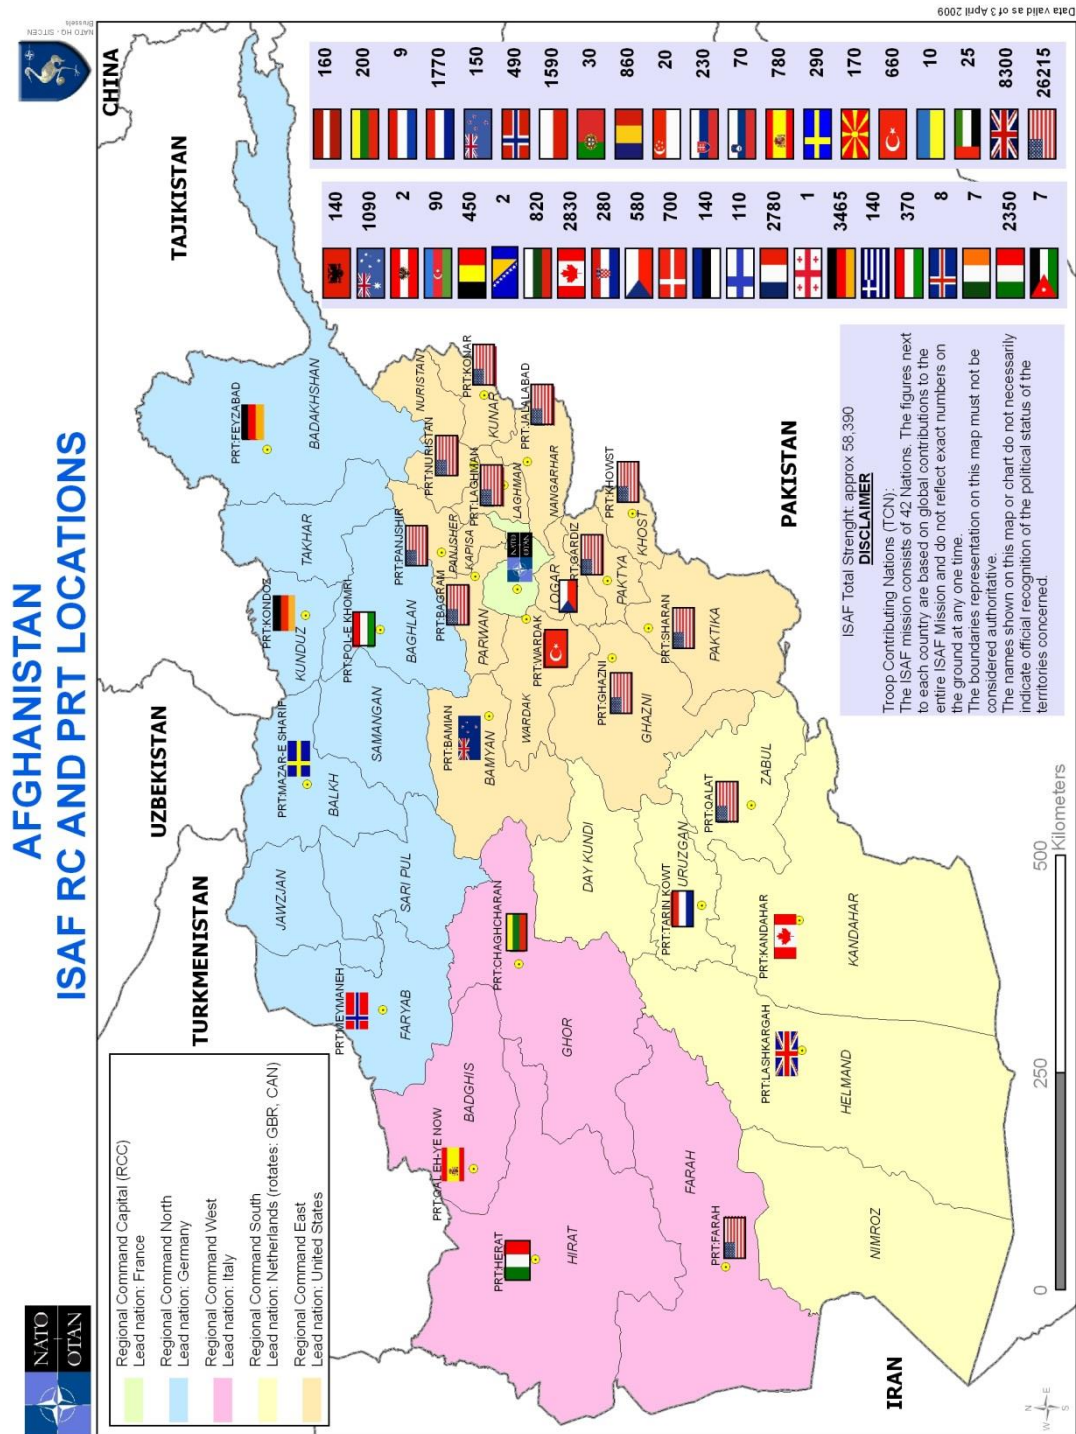 AFGHANISTAN
ISAF RC AND PRT LOCATIONS
NATO
OTAN
NATO HQ - SITCEN
Brussels
Regional Command Capital (RCC)
Lead nation: France
Regional Command North
Lead nation: Germany
Regional Command West
Lead nation: Italy
Regional Command South
Lead nation: Netherlands (rotates: GBR, CAN)
Regional Command East
Lead nation: United States
TURKMENISTAN
UZBEKISTAN
TAJIKISTAN
CHINA
PAKISTAN
IRAN
PRT:FEYZABAD
BADAKHSHAN
PRT:KONDOZ
KUNDUZ
TAKHAR
PRT:MAZAR-E SHARIF
BALKH
PRT:POL-E KHOMRI
BAGHLAN
SAMANGAN
JAWZJAN
SARI PUL
PRT:MEYMANEH
FARYAB
PRT:QALEH-YE NOW
BADGHIS
PRT:HERAT
HIRAT
PRT:CHAGHCHARAN
GHOR
PRT:FARAH
FARAH
PRT:BAMIAN
BAMYAN
PRT:BAGRAM
PARWAN
PRT:PANJSHIR
PANJSHER
KAPISA
PRT:NURISTAN
NURISTAN
PRT:LAGHMAN
LAGHMAN
PRT:KONAR
KUNAR
PRT:JALALABAD
NANGARHAR
NATO
OTAN
PRT:WARDAK
WARDAK
LOGAR
PRT:GARDIZ
PAKTYA
PRT:KHOWST
KHOST
PRT:GHAZNI
GHAZNI
PRT:SHARAN
PAKTIKA
DAY KUNDI
PRT:TARIN KOWT
URUZGAN
PRT:QALAT
ZABUL
PRT:KANDAHAR
KANDAHAR
PRT:LASHKARGAH
HELMAND
NIMROZ
140
1090
2
90
450
2
820
2830
280
580
700
140
110
2780
1
3465
140
370
8
7
2350
7
160
200
9
1770
150
490
1590
30
860
20
230
70
780
290
170
660
10
25
8300
26215
ISAF Total Strenght: approx 58,390
DISCLAIMER
Troop Contributing Nations (TCN):
The ISAF mission consists of 42 Nations. The figures next
to each country are based on global contributions to the
entire ISAF Mission and do not reflect exact numbers on
the ground at any one time.
The boundaries representation on this map must not be
considered authoritative.
The names shown on this map or chart do not necessarily
indicate official recognition of the political status of the
territories concerned.
0 250 500
Kilometers
N
W E
S
Data valid as of 3 April 2009